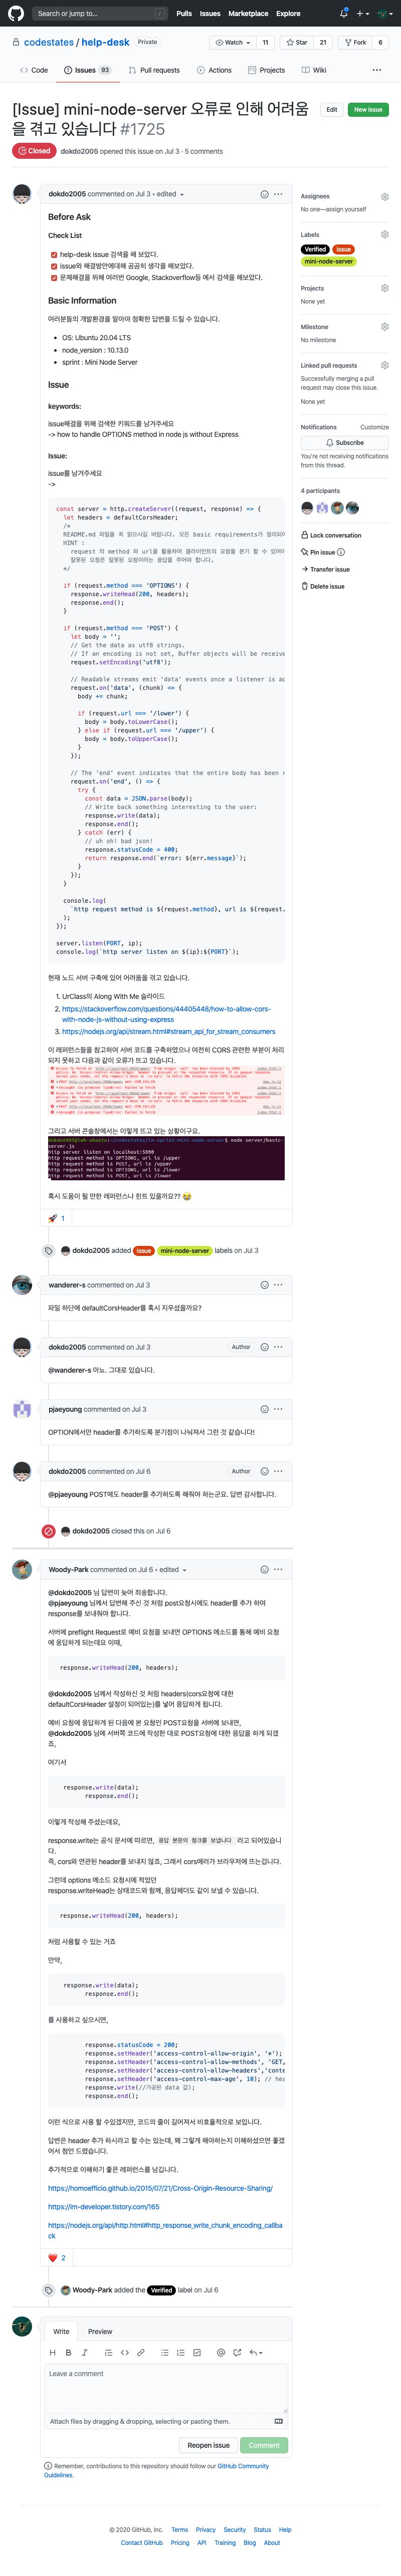 Search or jump to...
/
Pulls
Issues
Marketplace
Explore
codestates / help-desk
Private
Watch
11
Star
21
Fork
6
Code
Issues 93
Pull requests
Actions
Projects
Wiki
[Issue] mini-node-server 오류로 인해 어려움
을 겪고 있습니다 #1725
Edit
New issue
Closed
dokdo2005 opened this issue on Jul 3 · 5 comments
dokdo2005 commented on Jul 3 • edited
Before Ask
Check List
help-desk issue 검색을 해 보았다.
issue와 해결방안에대해 곰곰히 생각을 해보았다.
문제해결을 위해 여러번 Google, Stackoverflow등 에서 검색을 해보았다.
Basic Information
여러분들의 개발환경을 알아야 정확한 답변을 드릴 수 있습니다.
OS: Ubuntu 20.04 LTS
node_version : 10.13.0
sprint : Mini Node Server
Issue
keywords:
issue해결을 위해 검색한 키워드를 남겨주세요
-> how to handle OPTIONS method in node js without Express
Issue:
issue를 남겨주세요
->
const server = http.createServer((request, response) => {
let headers = defaultCorsHeader;
/*
README.md 파일을 꼭 읽으시길 바랍니다. 모든 basic requirements가 정리되어
HINT :
request 의 method 와 url을 활용하여 클라이언트의 요청을 분기 할 수 있어야
잘못된 요청은 잘못된 요청이라는 응답을 주어야 합니다.
*/
if (request.method === 'OPTIONS') {
response.writeHead(200, headers);
response.end();
}
if (request.method === 'POST') {
let body = '';
// Get the data as utf8 strings.
// If an encoding is not set, Buffer objects will be receive
request.setEncoding('utf8');
// Readable streams emit 'data' events once a listener is ad
request.on('data', (chunk) => {
body += chunk;
if (request.url === '/lower') {
body = body.toLowerCase();
} else if (request.url === '/upper') {
body = body.toUpperCase();
}
});
// The 'end' event indicates that the entire body has been r
request.on('end', () => {
try {
const data = JSON.parse(body);
// Write back something interesting to the user:
response.write(data);
response.end();
} catch (err) {
// uh oh! bad json!
response.statusCode = 400;
return response.end(`error: ${err.message}`);
}
});
}
console.log(
`http request method is ${request.method}, url is ${request.
);
});
server.listen(PORT, ip);
console.log(`http server listen on ${ip}:${PORT}`);
현재 노드 서버 구축에 있어 어려움을 겪고 있습니다.
1. UrClass의 Along With Me 슬라이드
2. https://stackoverflow.com/questions/44405448/how-to-allow-cors-
with-node-js-without-using-express
3. https://nodejs.org/api/stream.html#stream_api_for_stream_consumers
이 레퍼런스들을 참고하여 서버 코드를 구축하였으나 여전히 CORS 관련 에러가 처리
되지 못하고 다음과 같이 오류가 뜨고 있습니다.
그리고 서버 콘솔창에서는 이렇게 뜨고 있는 상황이구요.
node server/basic-
server.js
http server listen on localhost:5000
http request method is OPTIONS, url is /upper
http request method is POST, url is /upper
http request method is OPTIONS, url is /lower
http request method is POST, url is /lower
혹시 도움이 될 만한 레퍼런스나 힌트 있을까요?? 😭
🚀 1
dokdo2005 added issue mini-node-server labels on Jul 3
wanderer-s commented on Jul 3
파일 하단에 defaultCorsHeader를 혹시 지우셨을까요?
dokdo2005 commented on Jul 3
Author
@wanderer-s 아뇨. 그대로 있습니다.
pjaeyoung commented on Jul 3
OPTION에서만 header를 추가하도록 분기점이 나눠져서 그런 것 같습니다!
dokdo2005 commented on Jul 6
Author
@pjaeyoung POST에도 header를 추가하도록 해줘야 하는군요. 답변 감사합니다.
dokdo2005 closed this on Jul 6
Woody-Park commented on Jul 6 • edited
@dokdo2005 님 답변이 늦어 죄송합니다.
@pjaeyoung 님께서 답변해 주신 것 처럼 post요청시에도 header를 추가 하여
response를 보내줘야 합니다.
서버에 preflight Request로 예비 요청을 보내면 OPTIONS 메소드를 통해 예비 요청
에 응답하게 되는데요 이때,
response.writeHead(200, headers);
@dokdo2005 님께서 작성하신 것 처럼 headers(cors요청에 대한
defaultCorsHeader 설정이 되어있는)를 넣어 응답하게 됩니다.
예비 요청에 응답하게 된 다음에 본 요청인 POST요청을 서버에 보내면,
@dokdo2005 님에 서버쪽 코드에 작성한 대로 POST요청에 대한 응답을 하게 되겠
죠,
여기서
response.write(data);
response.end();
이렇게 작성해 주셨는데요,
response.write는 공식 문서에 따르면, 응답 본문의 청크를 보냅니다 라고 되어있습니
다.
즉, cors와 연관된 header를 보내지 않죠, 그래서 cors에러가 브라우저에 뜨는겁니다.
그런데 options 메소드 요청시에 적었던
response.writeHead는 상태코드와 함께, 응답헤더도 같이 보낼 수 있습니다.
response.writeHead(200, headers);
처럼 사용할 수 있는 거죠
만약,
response.write(data);
response.end();
를 사용하고 싶으시면,
response.statusCode = 200;
response.setHeader('access-control-allow-origin', '*');
response.setHeader('access-control-allow-methods', 'GET,
response.setHeader('access-control-allow-headers','conte
response.setHeader('access-control-max-age', 10); // hea
response.write(//가공된 data 값);
response.end();
이런 식으로 사용 할 수있겠지만, 코드의 줄이 길어져서 비효율적으로 보입니다.
답변은 header 추가 하시라고 할 수는 있는데, 왜 그렇게 해야하는지 이해하셨으면 좋겠
어서 첨언 드렸습니다.
추가적으로 이해하기 좋은 레퍼런스를 남깁니다.
https://homoefficio.github.io/2015/07/21/Cross-Origin-Resource-Sharing/
https://im-developer.tistory.com/165
https://nodejs.org/api/http.html#http_response_write_chunk_encoding_callba
ck
❤️ 2
Woody-Park added the Verified label on Jul 6
Write
Preview
Leave a comment
Attach files by dragging & dropping, selecting or pasting them.
Reopen issue
Comment
Remember, contributions to this repository should follow our GitHub Community
Guidelines.
Assignees
No one—assign yourself
Labels
Verified
issue
mini-node-server
Projects
None yet
Milestone
No milestone
Linked pull requests
Successfully merging a pull
request may close this issue.
None yet
Notifications
Customize
Subscribe
You're not receiving notifications
from this thread.
4 participants
Lock conversation
Pin issue
Transfer issue
Delete issue
© 2020 GitHub, Inc.
Terms
Privacy
Security
Status
Help
Contact GitHub
Pricing
API
Training
Blog
About